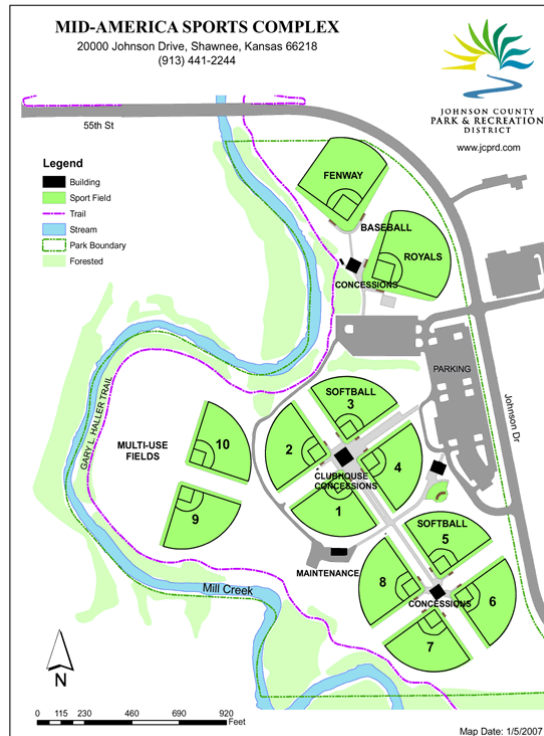 MID-AMERICA SPORTS COMPLEX
20000 Johnson Drive, Shawnee, Kansas 66218
(913) 441-2244
JOHNSON COUNTY
PARK & RECREATION
DISTRICT
www.jcprd.com
55th St
Legend
Building
Sport Field
Trail
Stream
Park Boundary
Forested
FENWAY
BASEBALL
ROYALS
CONCESSIONS
PARKING
Johnson Dr
GARY L. HALLER TRAIL
MULTI-USE
FIELDS
10
9
SOFTBALL
3
2
4
CLUBHOUSE
CONCESSIONS
1
MAINTENANCE
SOFTBALL
5
8
6
CONCESSIONS
7
Mill Creek
N
0 115 230 460 690 920
Feet
Map Date: 1/5/2007